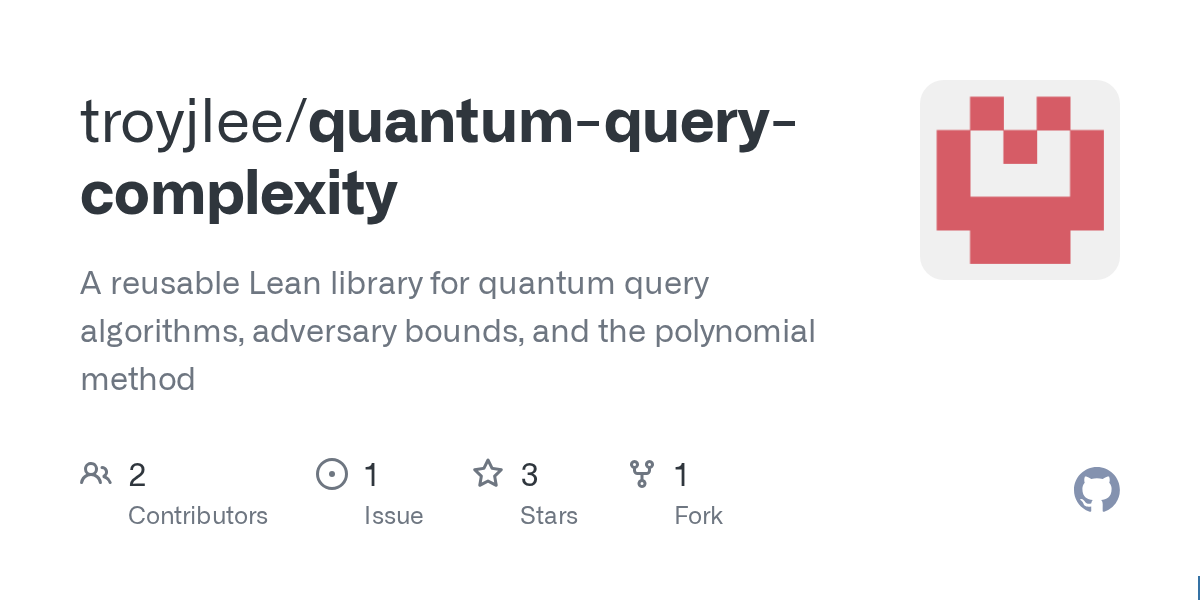 troyjlee/quantum-query-
complexity
A reusable Lean library for quantum query
algorithms, adversary bounds, and the polynomial
method
2 1 3 1
Contributors Issue Stars Fork